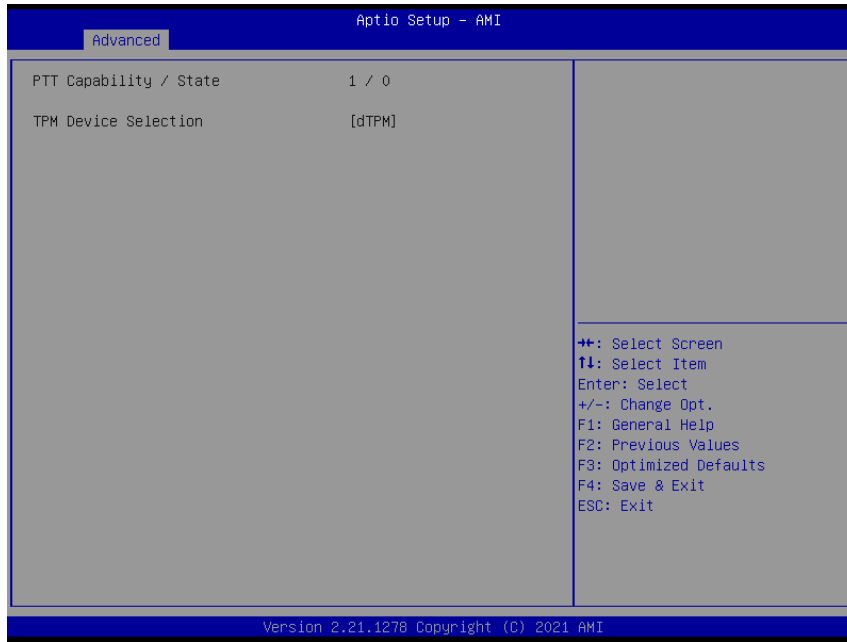 Aptio Setup – AMI
Advanced
PTT Capability / State 1 / 0
TPM Device Selection [dTPM]
→←: Select Screen
↑↓: Select Item
Enter: Select
+/-: Change Opt.
F1: General Help
F2: Previous Values
F3: Optimized Defaults
F4: Save & Exit
ESC: Exit
Version 2.21.1278 Copyright (C) 2021 AMI